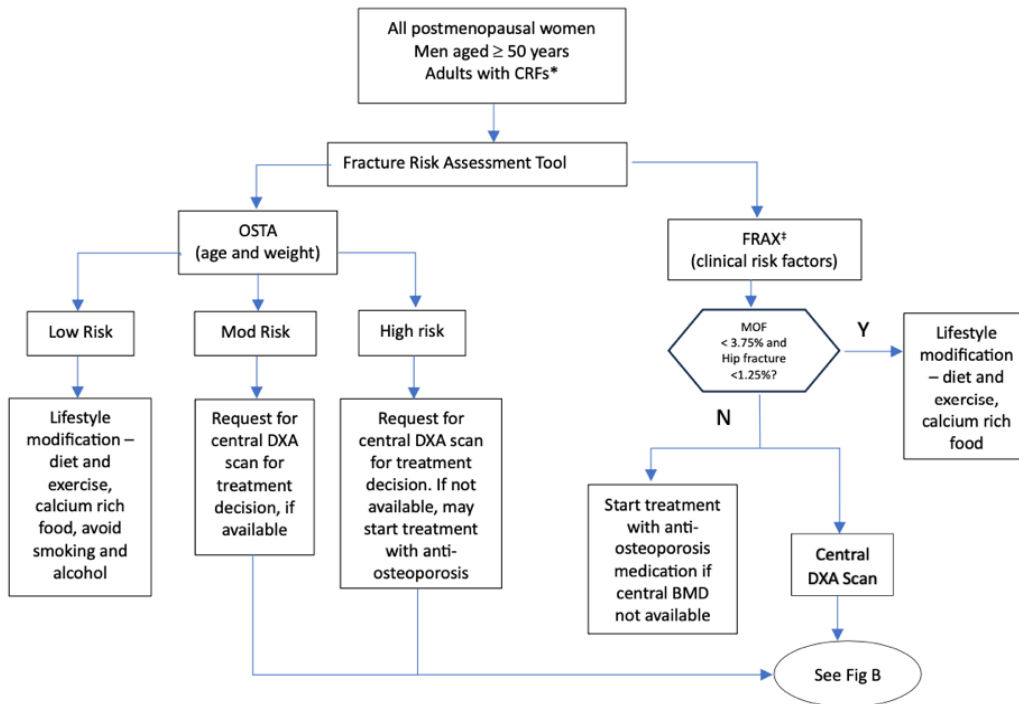 All postmenopausal women
Men aged ≥ 50 years
Adults with CRFs*
Fracture Risk Assessment Tool
OSTA
(age and weight)
FRAX‡
(clinical risk factors)
Low Risk
Mod Risk
High risk
MOF
< 3.75% and
Hip fracture
<1.25%?
Y
Lifestyle
modification
– diet and
exercise,
calcium rich
food
N
Lifestyle
modification –
diet and
exercise,
calcium rich
food, avoid
smoking and
alcohol
Request for
central DXA
scan for
treatment
decision, if
available
Request for
central DXA scan
for treatment
decision. If not
available, may
start treatment
with anti-
osteoporosis
Start treatment
with anti-
osteoporosis
medication if
central BMD
not available
Central
DXA Scan
See Fig B